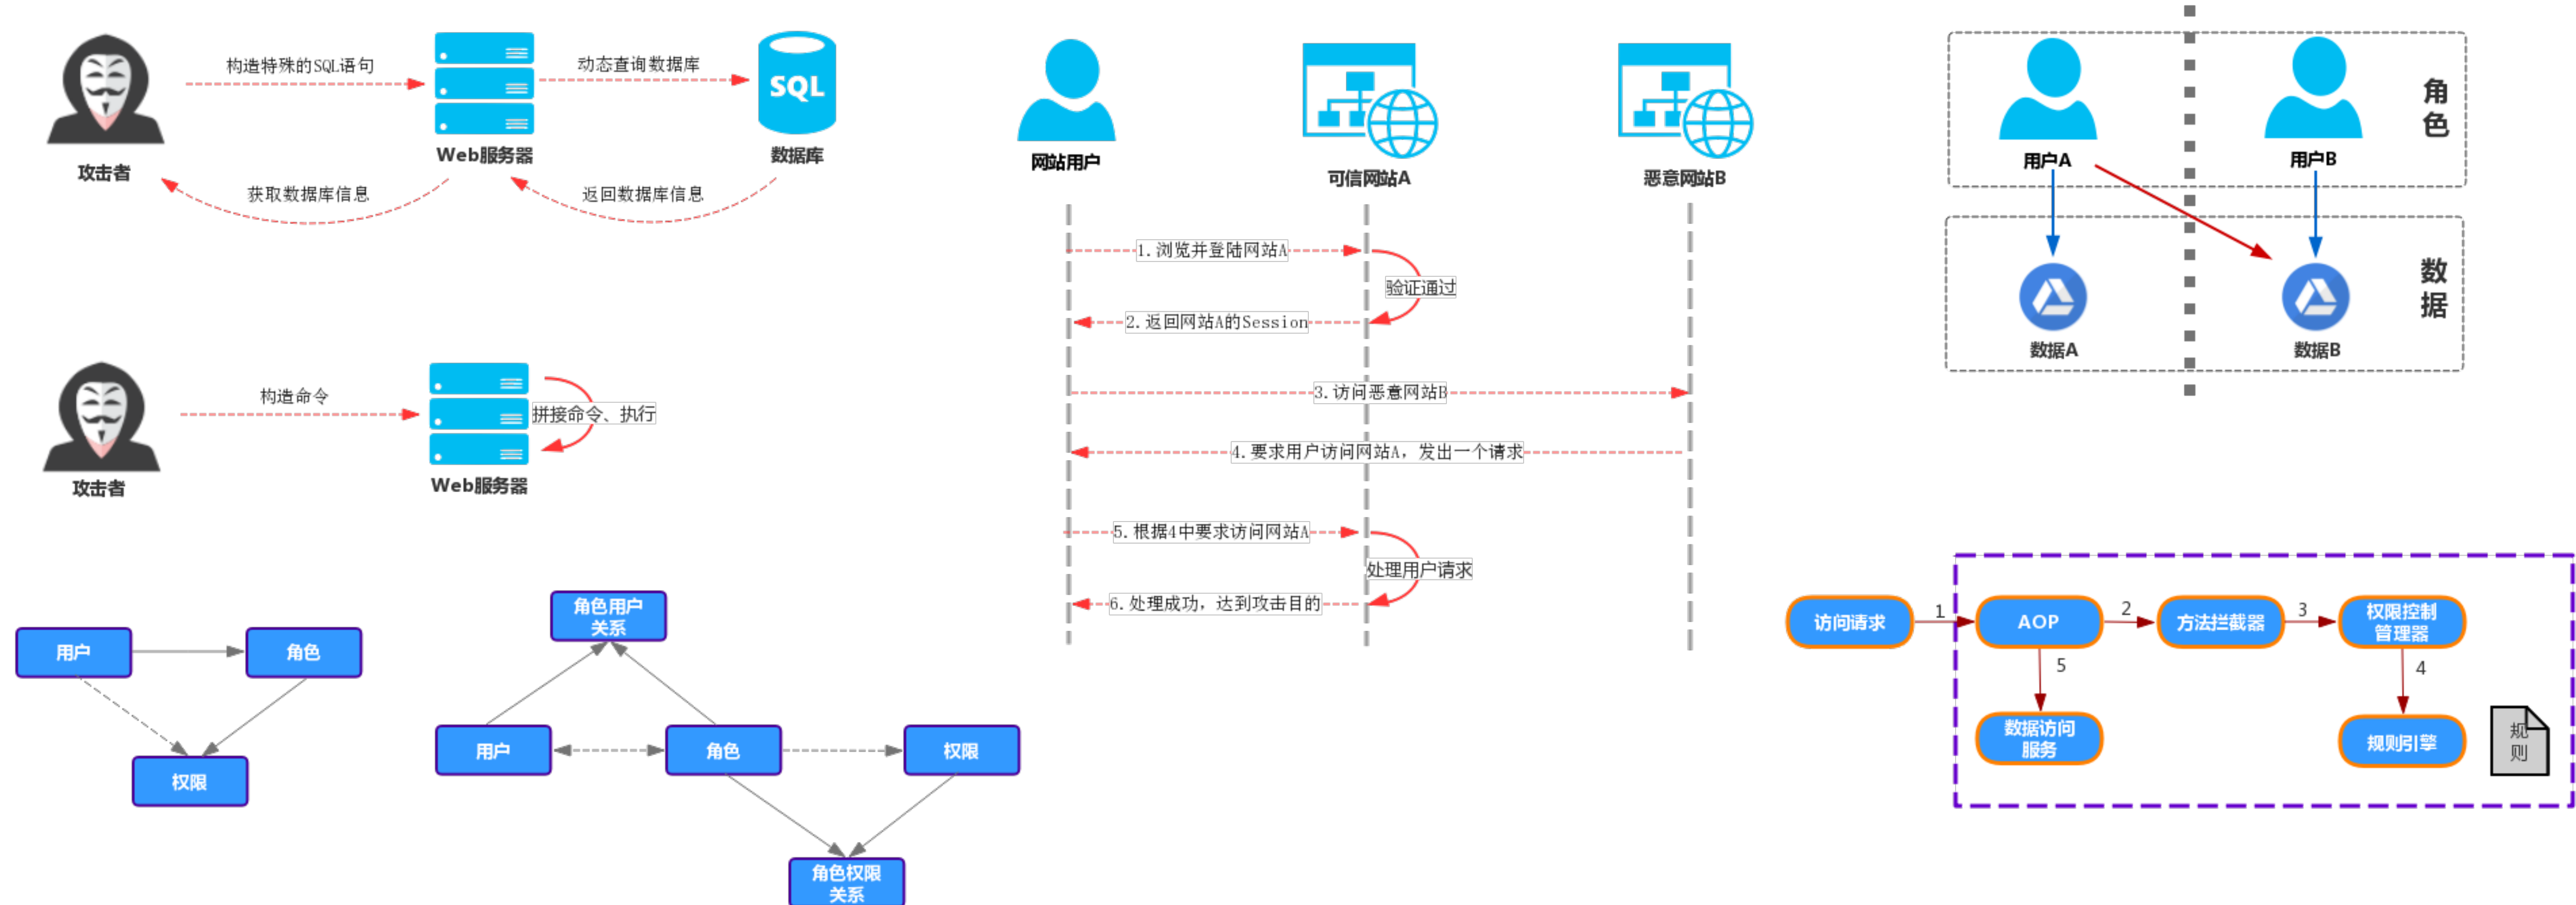 构造特殊的SQL语句
动态查询数据库
SQL
攻击者
Web服务器
数据库
获取数据库信息
返回数据库信息
构造命令
拼接命令、执行
攻击者
Web服务器
用户
角色
权限
角色用户
关系
用户
角色
权限
角色权限
关系
网站用户
可信网站A
恶意网站B
1.浏览并登陆网站A
验证通过
2.返回网站A的Session
3.访问恶意网站B
4.要求用户访问网站A，发出一个请求
5.根据4中要求访问网站A
处理用户请求
6.处理成功，达到攻击目的
用户A
用户B
角
色
数据A
数据B
数
据
访问请求
1
AOP
2
方法拦截器
3
权限控制
管理器
5
4
数据访问
服务
规则引擎
规
则